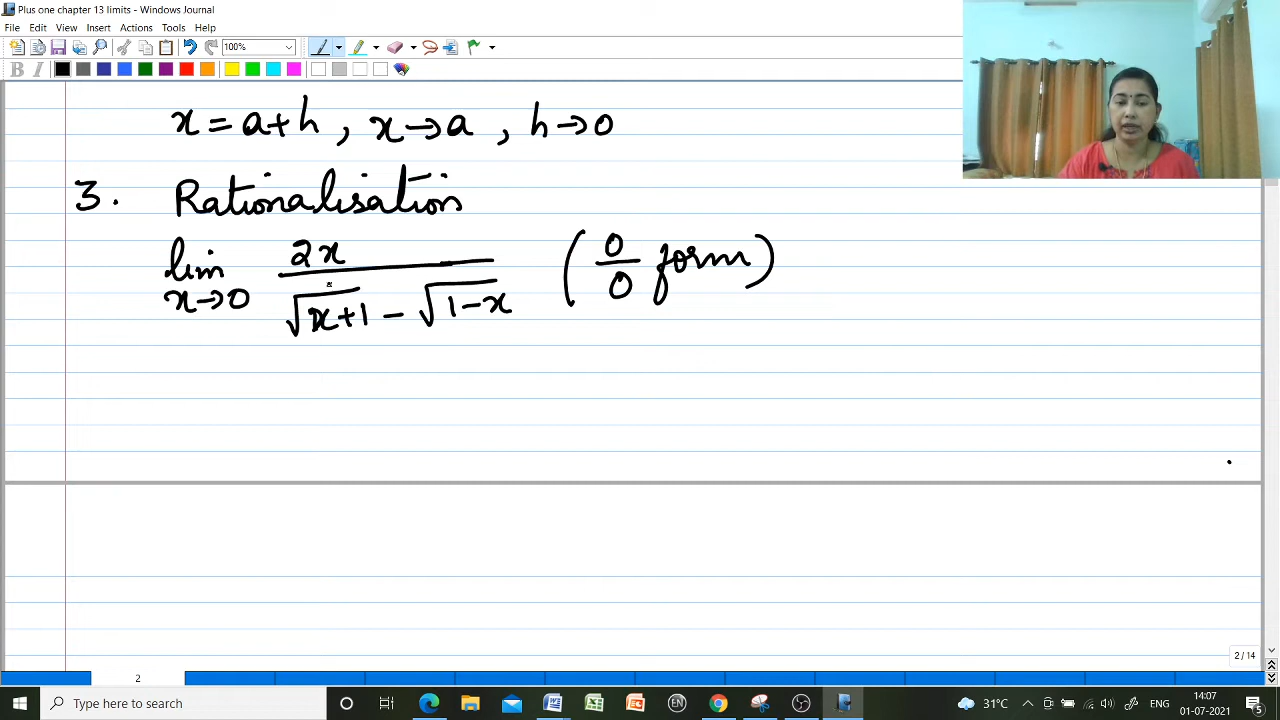 Plus one chapter 13 limits - Windows Journal
File Edit View Insert Actions Tools Help
100%
B I
x = a+h , x→a , h→0
3. Rationalisation
lim x→0 2x / √x+1 − √1−x (0/0 form)
2 / 14
2
Type here to search
31°C ENG 14:07
01-07-2021
5